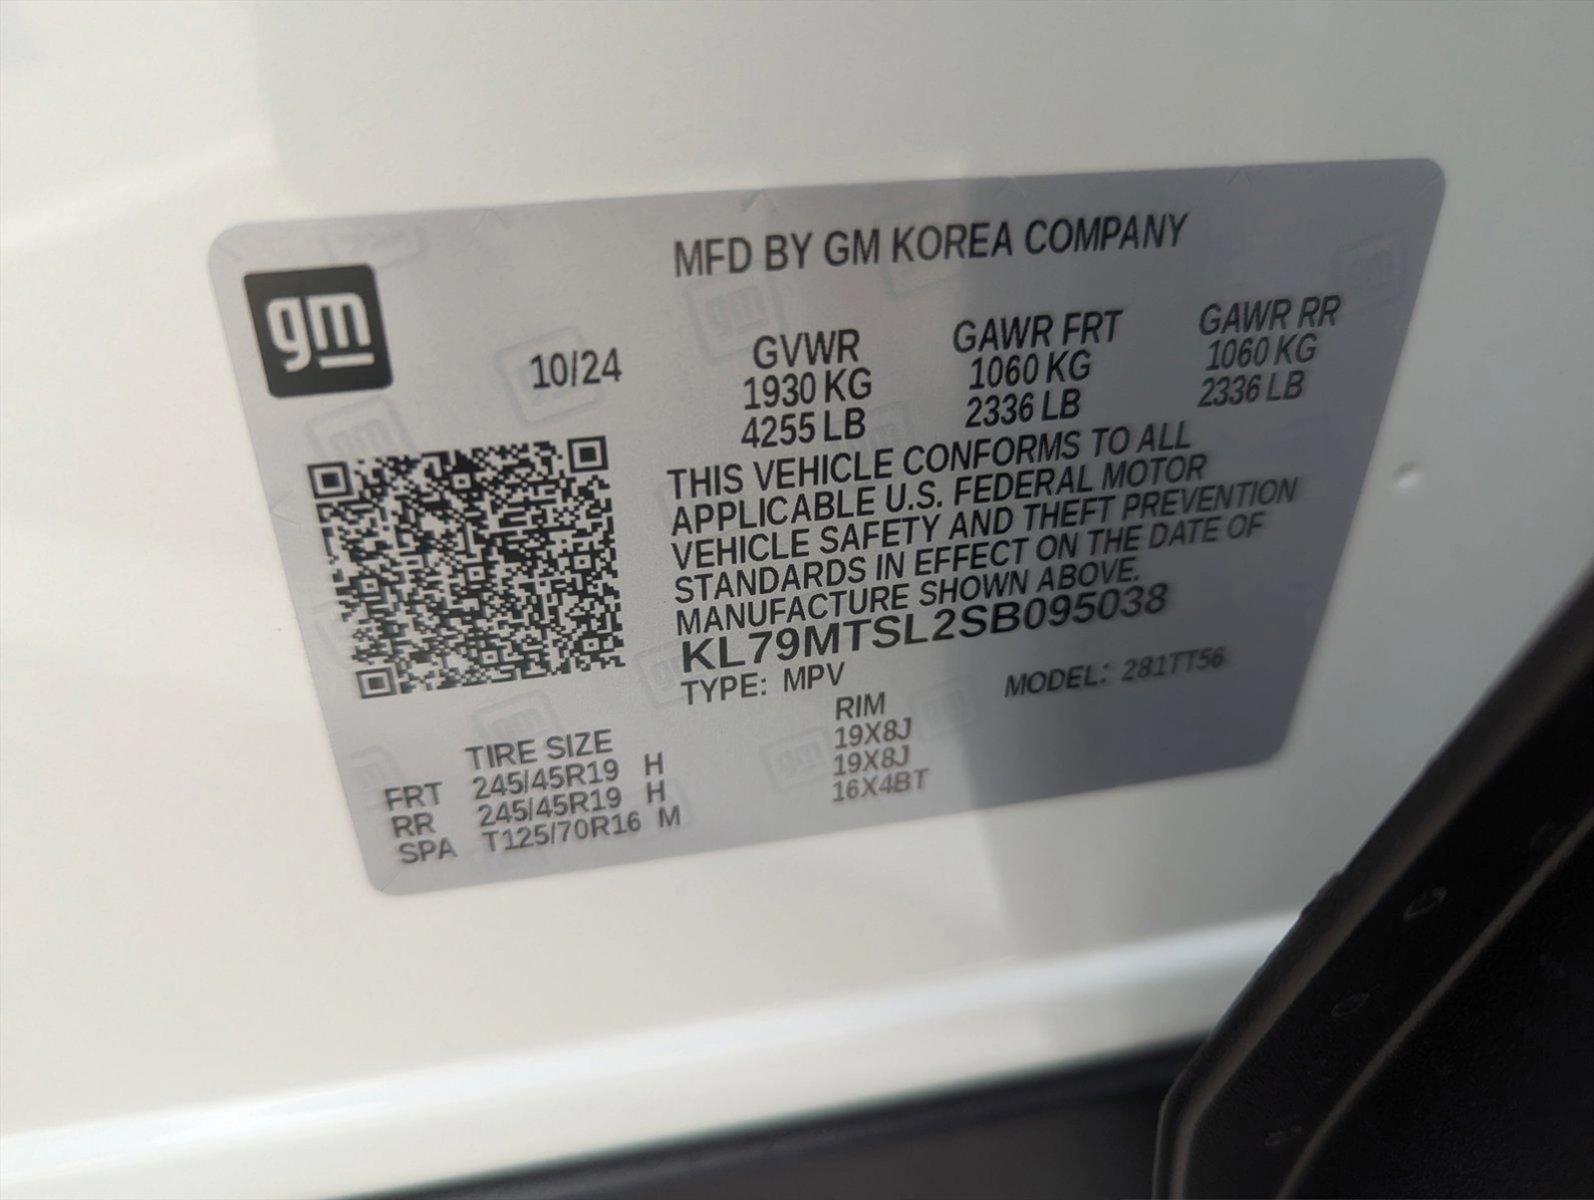 MFD BY GM KOREA COMPANY
gm
10/24
GVWR GAWR FRT GAWR RR
1930 KG 1060 KG 1060 KG
4255 LB 2336 LB 2336 LB
THIS VEHICLE CONFORMS TO ALL
APPLICABLE U.S. FEDERAL MOTOR
VEHICLE SAFETY AND THEFT PREVENTION
STANDARDS IN EFFECT ON THE DATE OF
MANUFACTURE SHOWN ABOVE.
KL79MTSL2SB095038
TYPE: MPV MODEL: 281TT56
TIRE SIZE RIM
FRT 245/45R19 H 19X8J
RR 245/45R19 H 19X8J
SPA T125/70R16 M 16X4BT